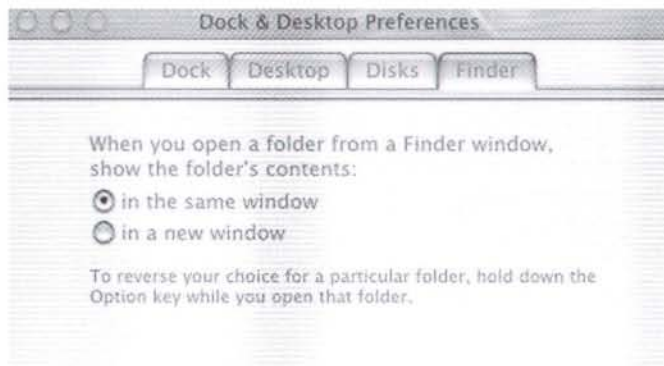 Dock & Desktop Preferences
Dock Desktop Disks Finder
When you open a folder from a Finder window,
show the folder's contents:
in the same window
in a new window
To reverse your choice for a particular folder, hold down the
Option key while you open that folder.